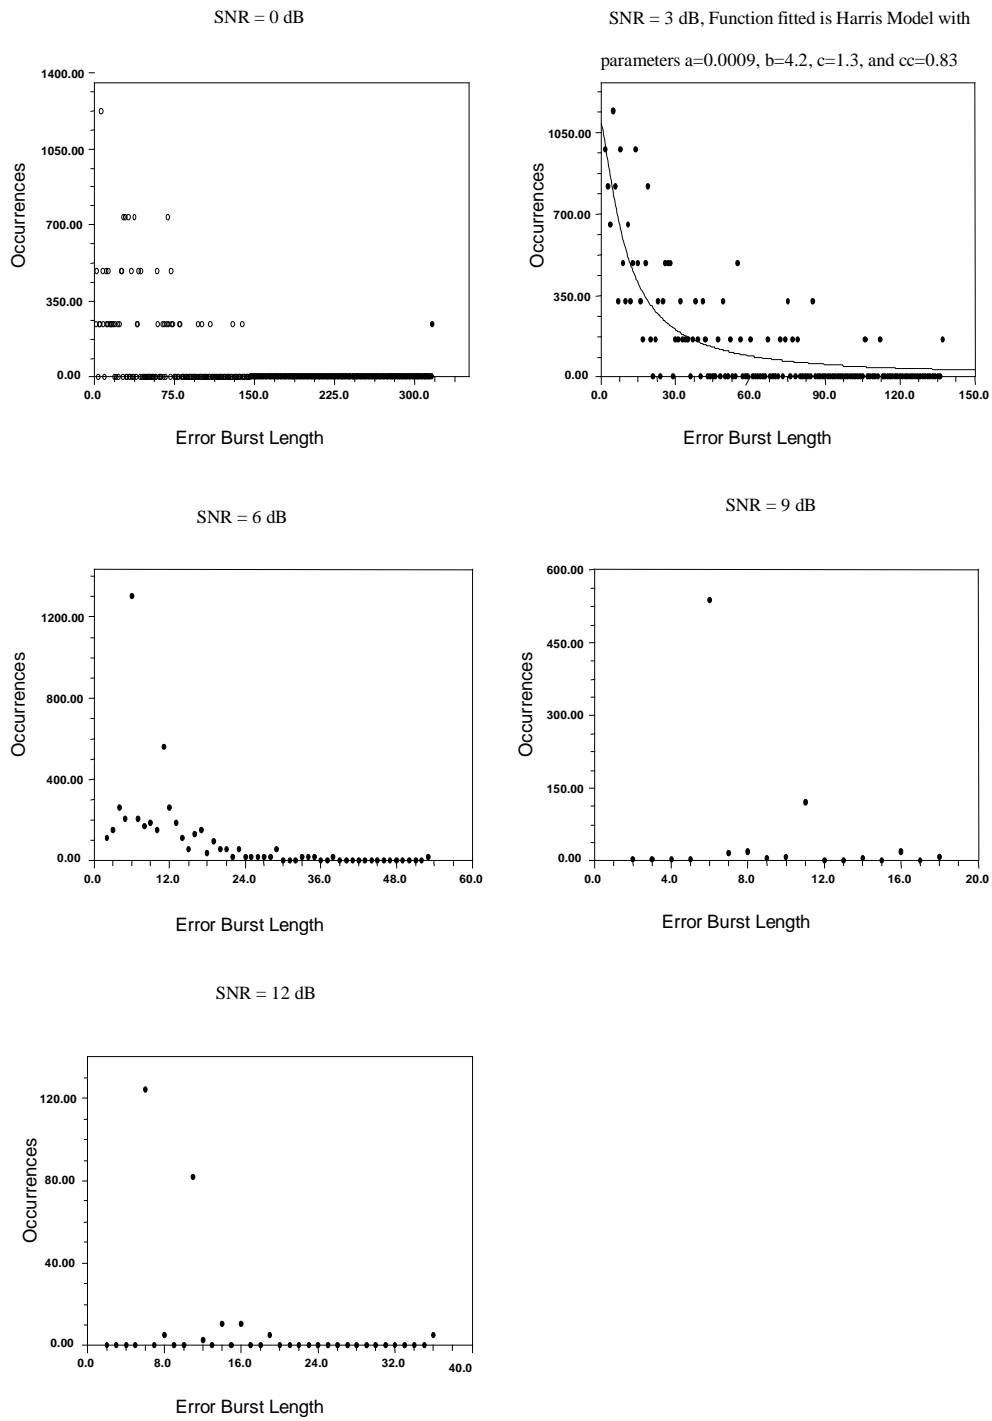 SNR = 0 dB
1400.00
1050.00
700.00
350.00
0.00
Occurrences
0.0 75.0 150.0 225.0 300.0
Error Burst Length
SNR = 3 dB, Function fitted is Harris Model with
parameters a=0.0009, b=4.2, c=1.3, and cc=0.83
1050.00
700.00
350.00
0.00
Occurrences
0.0 30.0 60.0 90.0 120.0 150.0
Error Burst Length
SNR = 6 dB
1200.00
800.00
400.00
0.00
Occurrences
0.0 12.0 24.0 36.0 48.0 60.0
Error Burst Length
SNR = 9 dB
600.00
450.00
300.00
150.00
0.00
Occurrences
0.0 4.0 8.0 12.0 16.0 20.0
Error Burst Length
SNR = 12 dB
120.00
80.00
40.00
0.00
Occurrences
0.0 8.0 16.0 24.0 32.0 40.0
Error Burst Length